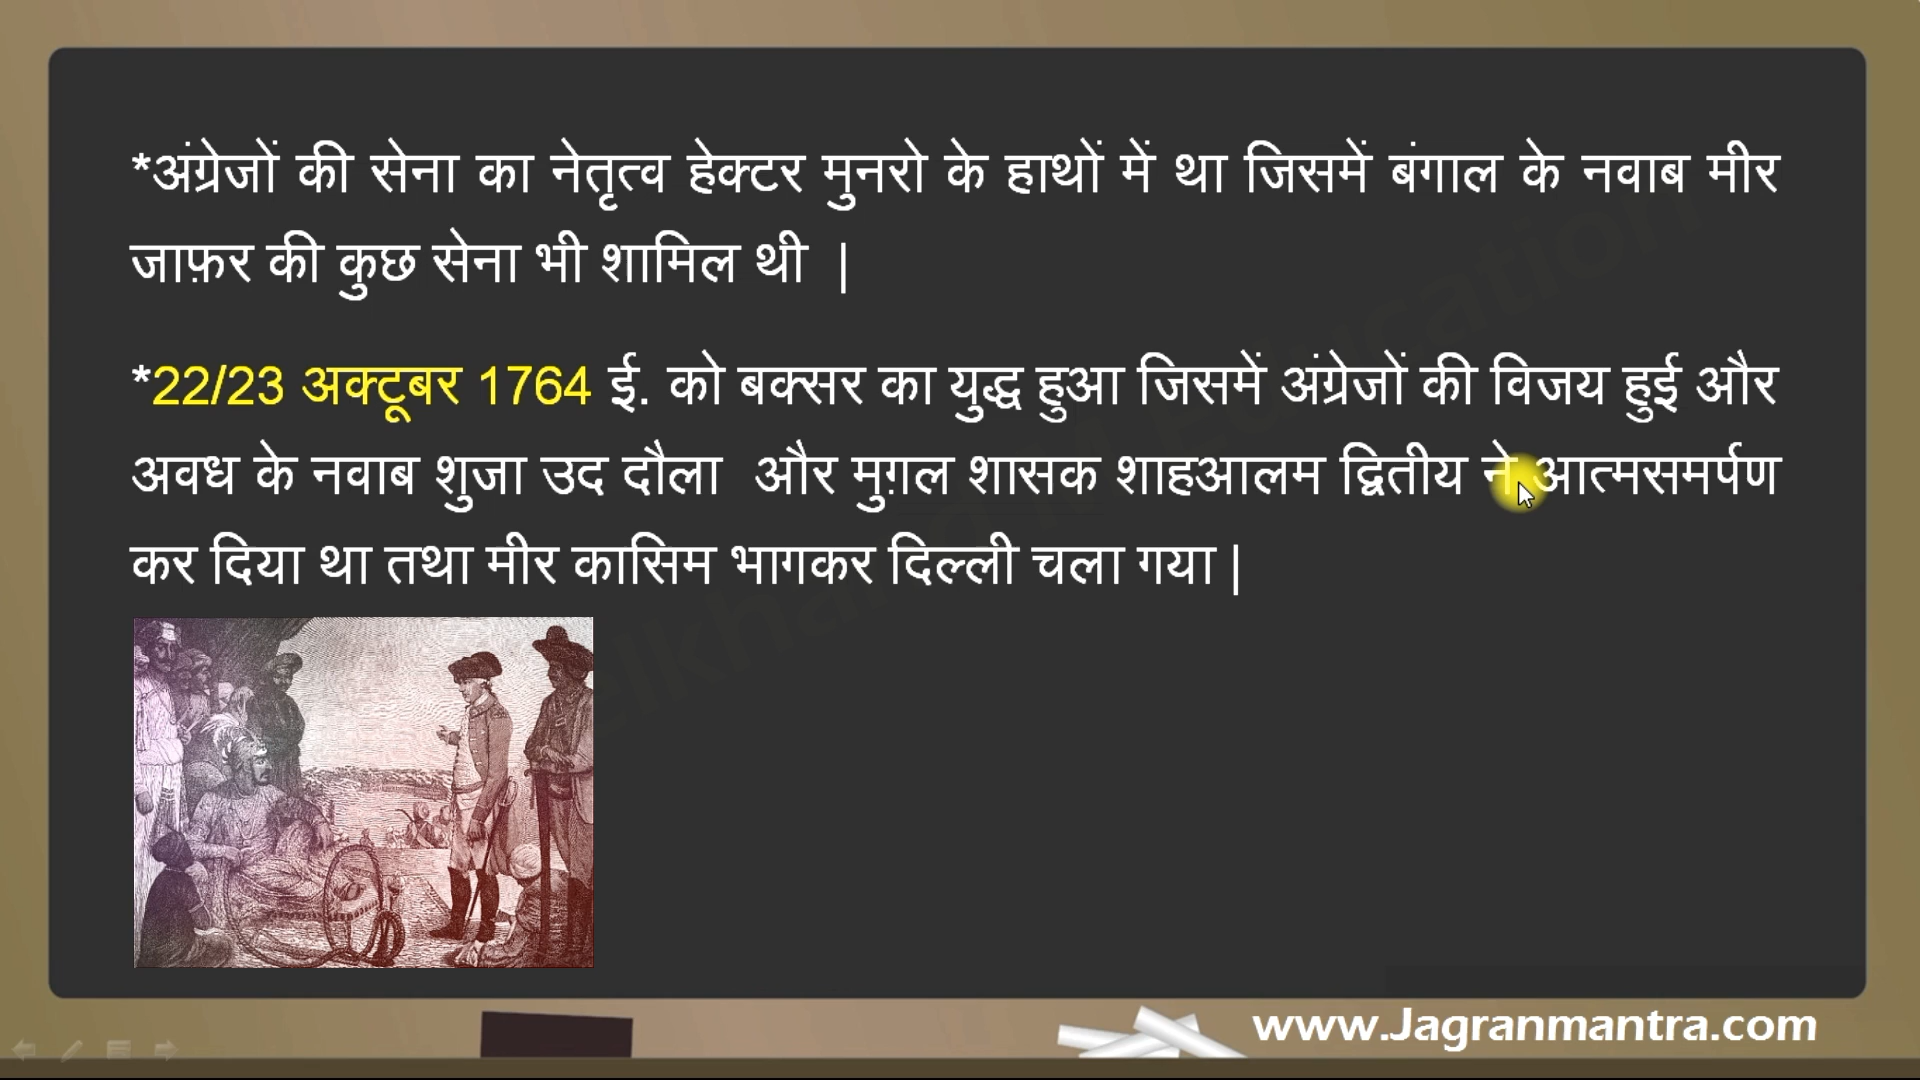 *अंग्रेजों की सेना का नेतृत्व हेक्टर मुनरो के हाथों में था जिसमें बंगाल के नवाब मीर
जाफ़र की कुछ सेना भी शामिल थी |
*22/23 अक्टूबर 1764 ई. को बक्सर का युद्ध हुआ जिसमें अंग्रेजों की विजय हुई और
अवध के नवाब शुजा उद दौला और मुग़ल शासक शाहआलम द्वितीय ने आत्मसमर्पण
कर दिया था तथा मीर कासिम भागकर दिल्ली चला गया |
www.Jagranmantra.com